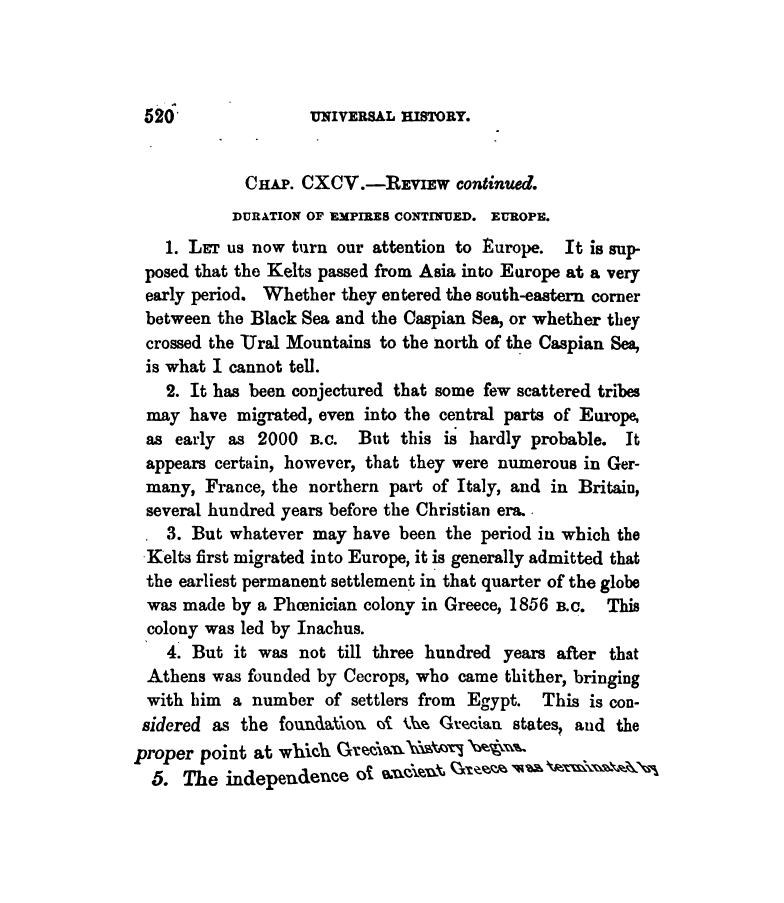 520 UNIVERSAL HISTORY.
CHAP. CXCV.—REVIEW continued.
DURATION OF EMPIRES CONTINUED. EUROPE.
1. LET us now turn our attention to Europe. It is sup-
posed that the Kelts passed from Asia into Europe at a very
early period. Whether they entered the south-eastern corner
between the Black Sea and the Caspian Sea, or whether they
crossed the Ural Mountains to the north of the Caspian Sea,
is what I cannot tell.
2. It has been conjectured that some few scattered tribes
may have migrated, even into the central parts of Europe,
as early as 2000 B.C. But this is hardly probable. It
appears certain, however, that they were numerous in Ger-
many, France, the northern part of Italy, and in Britain,
several hundred years before the Christian era.
3. But whatever may have been the period in which the
Kelts first migrated into Europe, it is generally admitted that
the earliest permanent settlement in that quarter of the globe
was made by a Phœnician colony in Greece, 1856 B.C. This
colony was led by Inachus.
4. But it was not till three hundred years after that
Athens was founded by Cecrops, who came thither, bringing
with him a number of settlers from Egypt. This is con-
sidered as the foundation of the Grecian states, and the
proper point at which Grecian history begins.
5. The independence of ancient Greece was terminated by